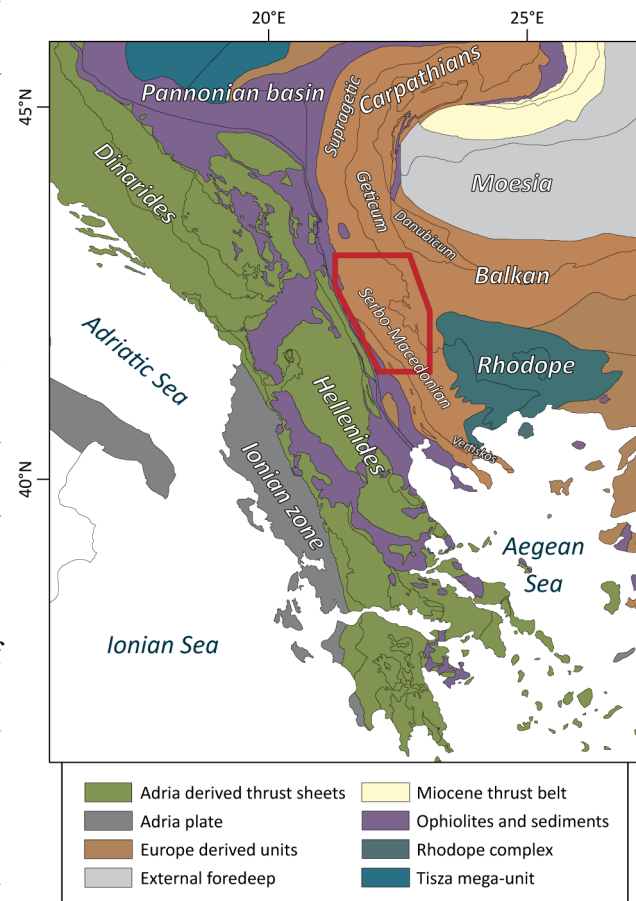 20°E
25°E
45°N
40°N
Pannonian basin
Carpathians
Supragetic
Dinarides
Geticum
Danubicum
Moesia
Balkan
Serbo-Macedonian
Adriatic Sea
Rhodope
Hellenides
Vertiskos
Ionian zone
Aegean
Sea
Ionian Sea
Adria derived thrust sheets
Adria plate
Europe derived units
External foredeep
Miocene thrust belt
Ophiolites and sediments
Rhodope complex
Tisza mega-unit